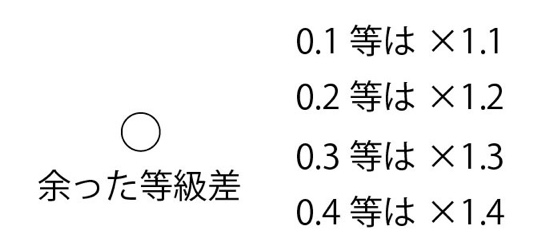 余った等級差
0.1 等は ×1.1
0.2 等は ×1.2
0.3 等は ×1.3
0.4 等は ×1.4